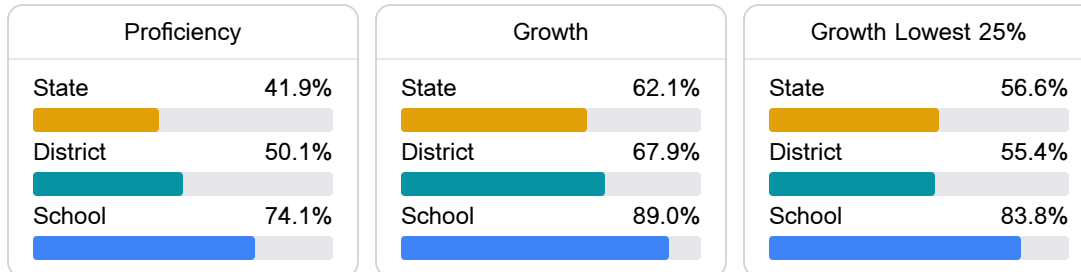 Proficiency
State 41.9%
District 50.1%
School 74.1%
Growth
State 62.1%
District 67.9%
School 89.0%
Growth Lowest 25%
State 56.6%
District 55.4%
School 83.8%